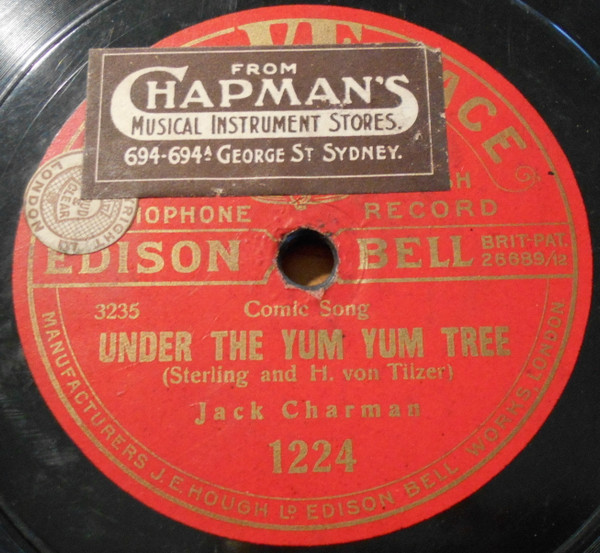 FROM
CHAPMAN'S
MUSICAL INSTRUMENT STORES.
694-694A GEORGE ST SYDNEY.
LONDON
RECORD
EDISON BELL
BRIT-PAT.
26689/12
3235
Comic Song
UNDER THE YUM YUM TREE
(Sterling and H. von Tilzer)
Jack Charman
1224
MANUFACTURERS J.E. HOUGH LD EDISON BELL WORKS LONDON